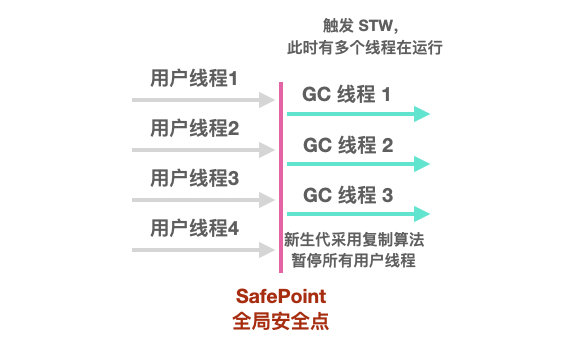 触发 STW，
此时有多个线程在运行
用户线程1
GC 线程 1
用户线程2
GC 线程 2
用户线程3
GC 线程 3
用户线程4
新生代采用复制算法
暂停所有用户线程
SafePoint
全局安全点